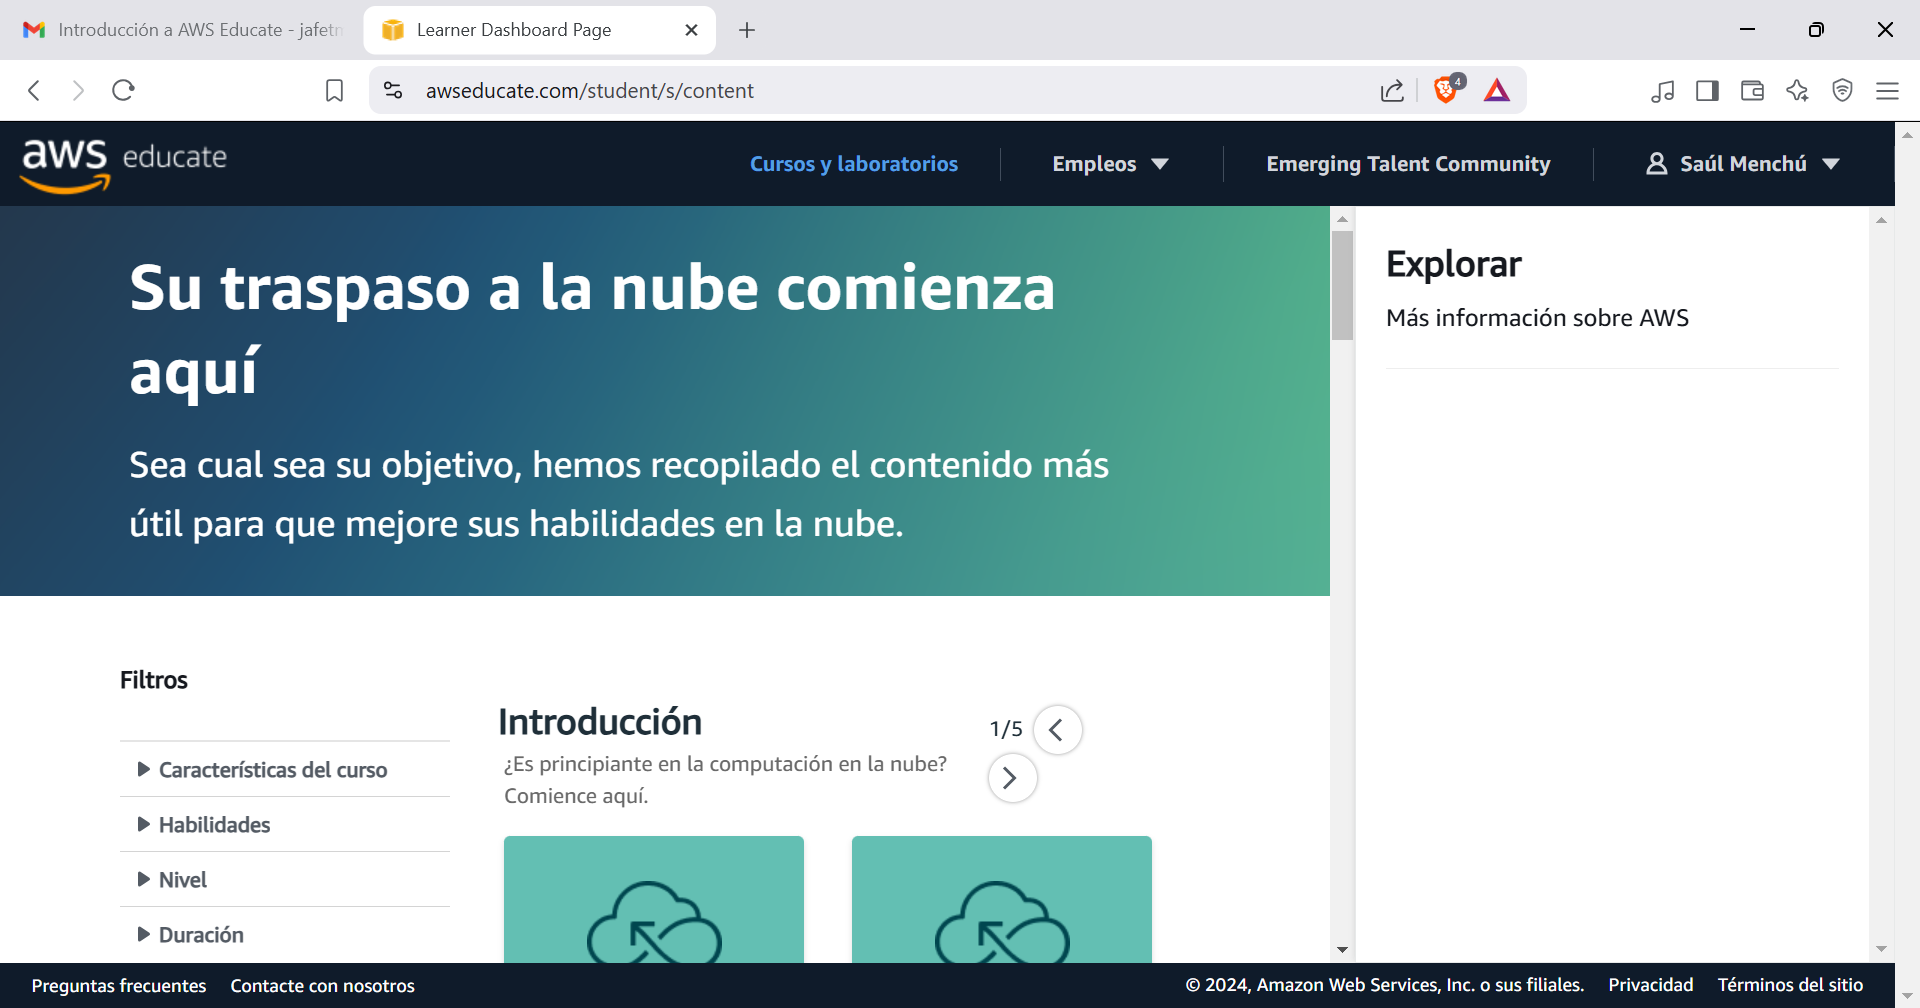 Introducción a AWS Educate - jafetm
Learner Dashboard Page
awseducate.com/student/s/content
4
aws educate
Cursos y laboratorios
Empleos
Emerging Talent Community
Saúl Menchú
Su traspaso a la nube comienza
aquí
Sea cual sea su objetivo, hemos recopilado el contenido más
útil para que mejore sus habilidades en la nube.
Explorar
Más información sobre AWS
Filtros
Características del curso
Habilidades
Nivel
Duración
Introducción
1/5
¿Es principiante en la computación en la nube?
Comience aquí.
Preguntas frecuentes
Contacte con nosotros
© 2024, Amazon Web Services, Inc. o sus filiales.
Privacidad
Términos del sitio